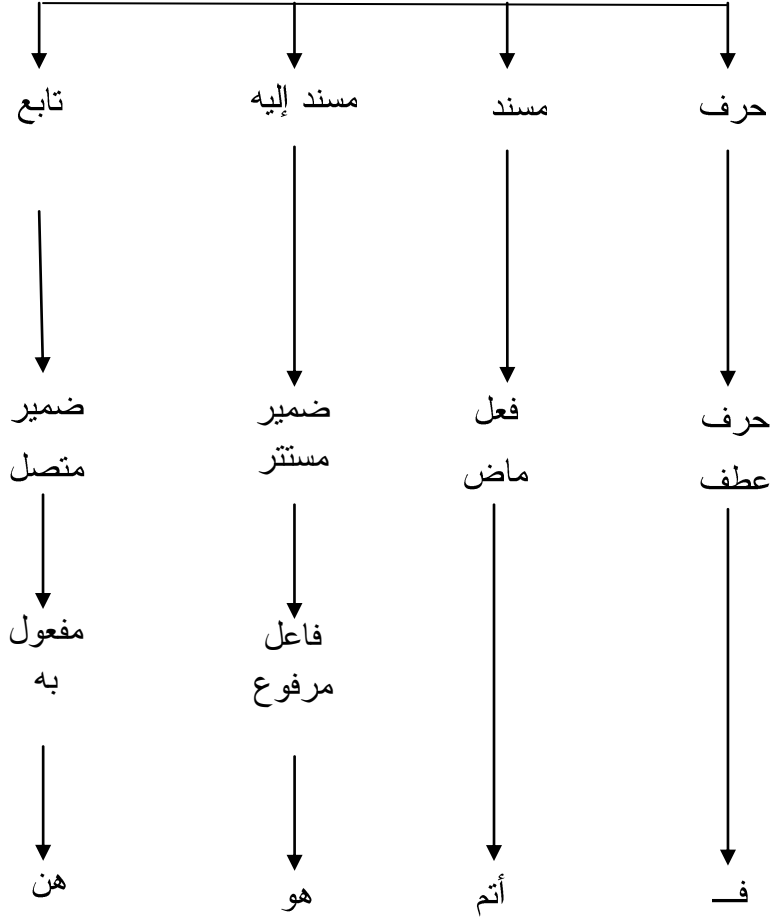 حرف
مسند
مسند إليه
تابع
حرف
عطف
فعل
ماض
ضمير
مستتر
ضمير
متصل
فاعل
مرفوع
مفعول
به
فـ
أتم
هو
هن